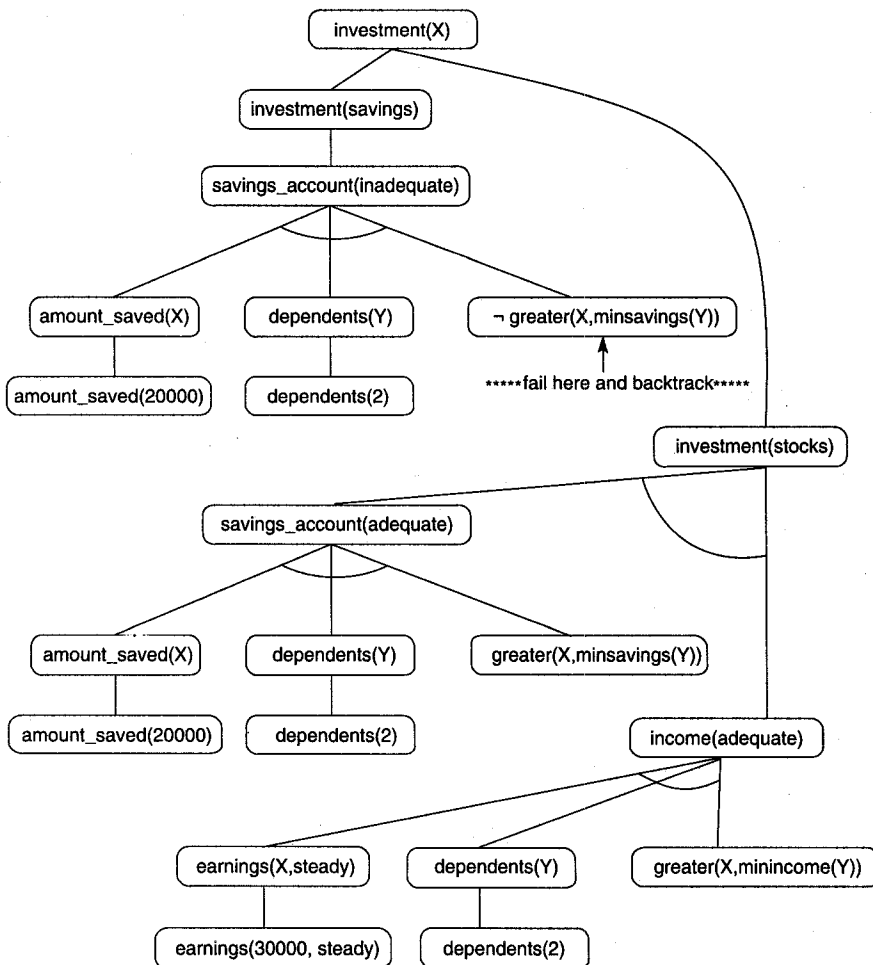 investment(X)
investment(savings)
savings_account(inadequate)
amount_saved(X)
dependents(Y)
¬ greater(X,minsavings(Y))
amount_saved(20000)
dependents(2)
*****fail here and backtrack*****
investment(stocks)
savings_account(adequate)
amount_saved(X)
dependents(Y)
greater(X,minsavings(Y))
amount_saved(20000)
dependents(2)
income(adequate)
earnings(X,steady)
dependents(Y)
greater(X,minincome(Y))
earnings(30000, steady)
dependents(2)